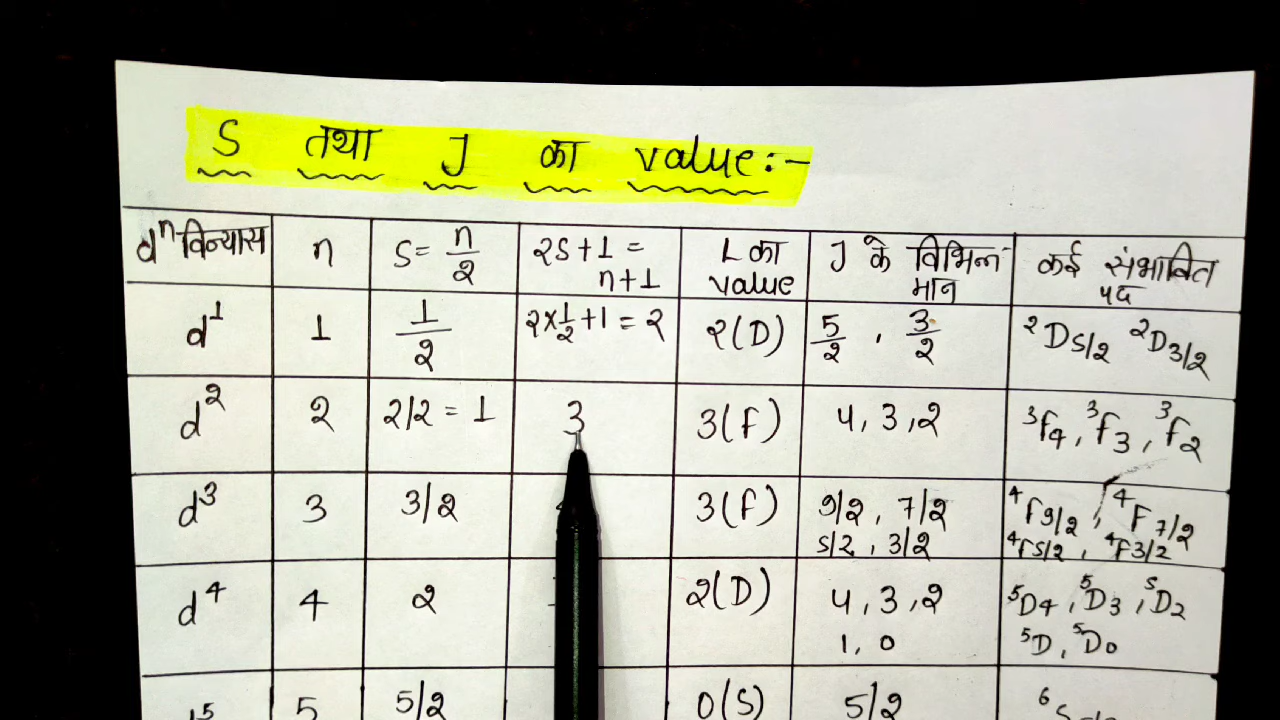 S तथा J का value:-
dⁿ-विन्यास n S= n/2 2S+1 = n+1 L का value J के विभिन्न मान कई संभावित पद
d¹ 1 1/2 2×1/2+1 = 2 2(D) 5/2 , 3/2 ²D5/2 ²D3/2
d² 2 2/2 = 1 3 3(F) 4, 3, 2 ³f4, ³f3, ³f2
d³ 3 3/2 3(F) 9/2, 7/2 ⁴F9/2, ⁴F7/2
5/2, 3/2 ⁴F5/2, ⁴F3/2
d⁴ 4 2 2(D) 4, 3, 2 ⁵D4, ⁵D3, ⁵D2
1, 0 ⁵D, ⁵D0
d⁵ 5 5/2 0(S) 5/2